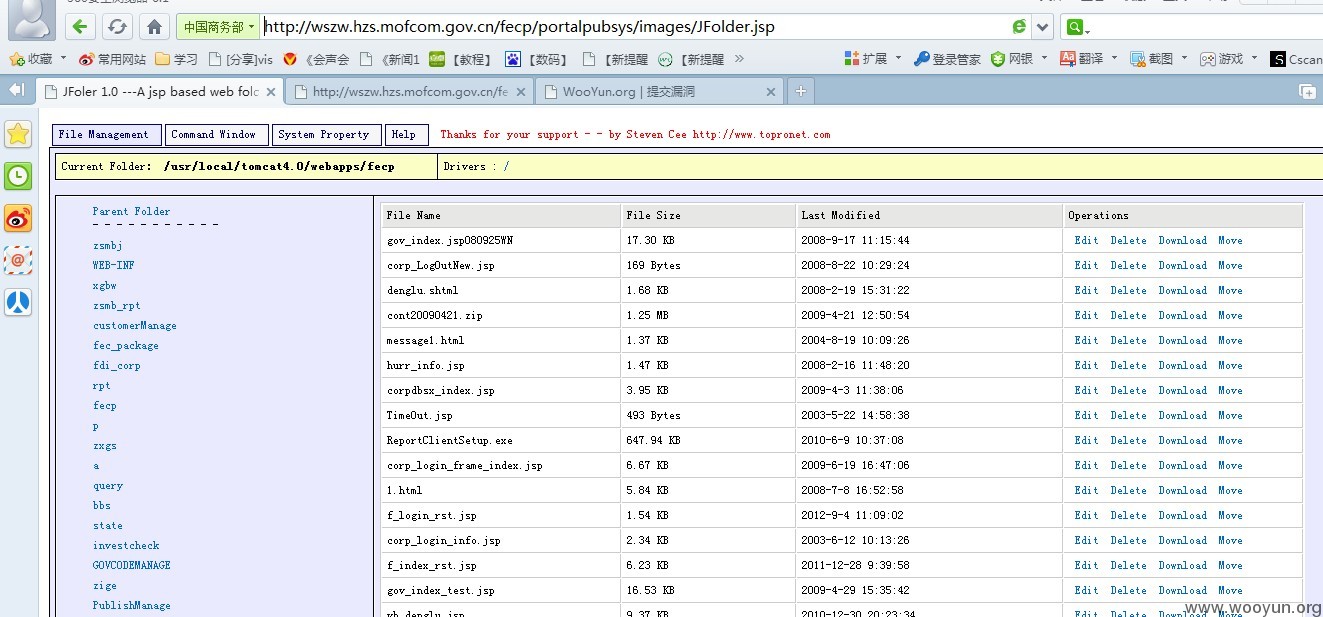 中国商务部 http://wszw.hzs.mofcom.gov.cn/fecp/portalpubsys/images/JFolder.jsp
收藏 常用网站 学习 [分享]vis 《会声会 《新闻1 【教程】 【数码】 【新提醒 【新提醒 » 扩展 登录管家 网银 翻译 截图 游戏 Cscan
JFoler 1.0 ---A jsp based web folc http://wszw.hzs.mofcom.gov.cn/fe WooYun.org | 提交漏洞
File Management Command Window System Property Help Thanks for your support - - by Steven Cee http://www.topronet.com
Current Folder: /usr/local/tomcat4.0/webapps/fecp Drivers : /
Parent Folder
- - - - - - - - - - -
zsmbj
WEB-INF
xgbw
zsmb_rpt
customerManage
fec_package
fdi_corp
rpt
fecp
p
zxgs
a
query
bbs
state
investcheck
GOVCODEMANAGE
zige
PublishManage
File Name File Size Last Modified Operations
gov_index.jsp080925WN 17.30 KB 2008-9-17 11:15:44 Edit Delete Download Move
corp_LogOutNew.jsp 169 Bytes 2008-8-22 10:29:24 Edit Delete Download Move
denglu.shtml 1.68 KB 2008-2-19 15:31:22 Edit Delete Download Move
cont20090421.zip 1.25 MB 2009-4-21 12:50:54 Edit Delete Download Move
message1.html 1.37 KB 2004-8-19 10:09:26 Edit Delete Download Move
hurr_info.jsp 1.47 KB 2008-2-16 11:48:20 Edit Delete Download Move
corpdbsx_index.jsp 3.95 KB 2009-4-3 11:38:06 Edit Delete Download Move
TimeOut.jsp 493 Bytes 2003-5-22 14:58:38 Edit Delete Download Move
ReportClientSetup.exe 647.94 KB 2010-6-9 10:37:08 Edit Delete Download Move
corp_login_frame_index.jsp 6.67 KB 2009-6-19 16:47:06 Edit Delete Download Move
1.html 5.84 KB 2008-7-8 16:52:58 Edit Delete Download Move
f_login_rst.jsp 1.54 KB 2012-9-4 11:09:02 Edit Delete Download Move
corp_login_info.jsp 2.34 KB 2003-6-12 10:13:26 Edit Delete Download Move
f_index_rst.jsp 6.23 KB 2011-12-28 9:39:58 Edit Delete Download Move
gov_index_test.jsp 16.53 KB 2009-4-29 15:35:42 Edit Delete Download Move
9.37 KB 2010-12-30 20:23:34 Edit Delete Download Move
www.wooyun.org